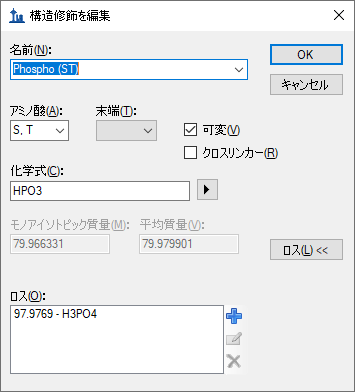 構造修飾を編集
名前(N):
Phospho (ST)
OK
キャンセル
アミノ酸(A):
末端(T):
S, T
可変(V)
クロスリンカー(R)
化学式(C):
HPO3
モノアイソトピック質量(M):
平均質量(V):
79.966331
79.979901
ロス(L) <<
ロス(O):
97.9769 - H3PO4